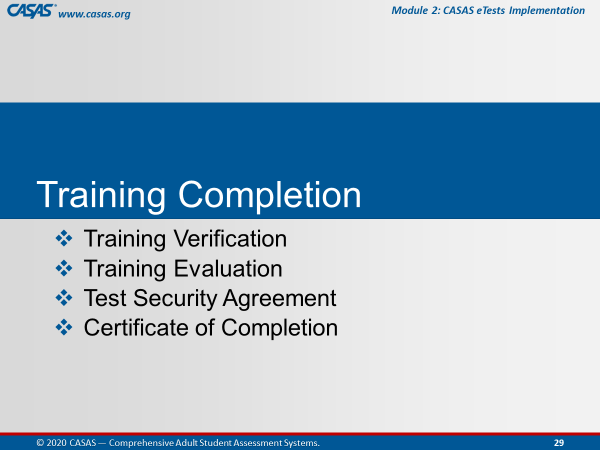 CASAS® www.casas.org
Module 2: CASAS eTests Implementation
Training Completion
Training Verification
Training Evaluation
Test Security Agreement
Certificate of Completion
© 2020 CASAS — Comprehensive Adult Student Assessment Systems.
29